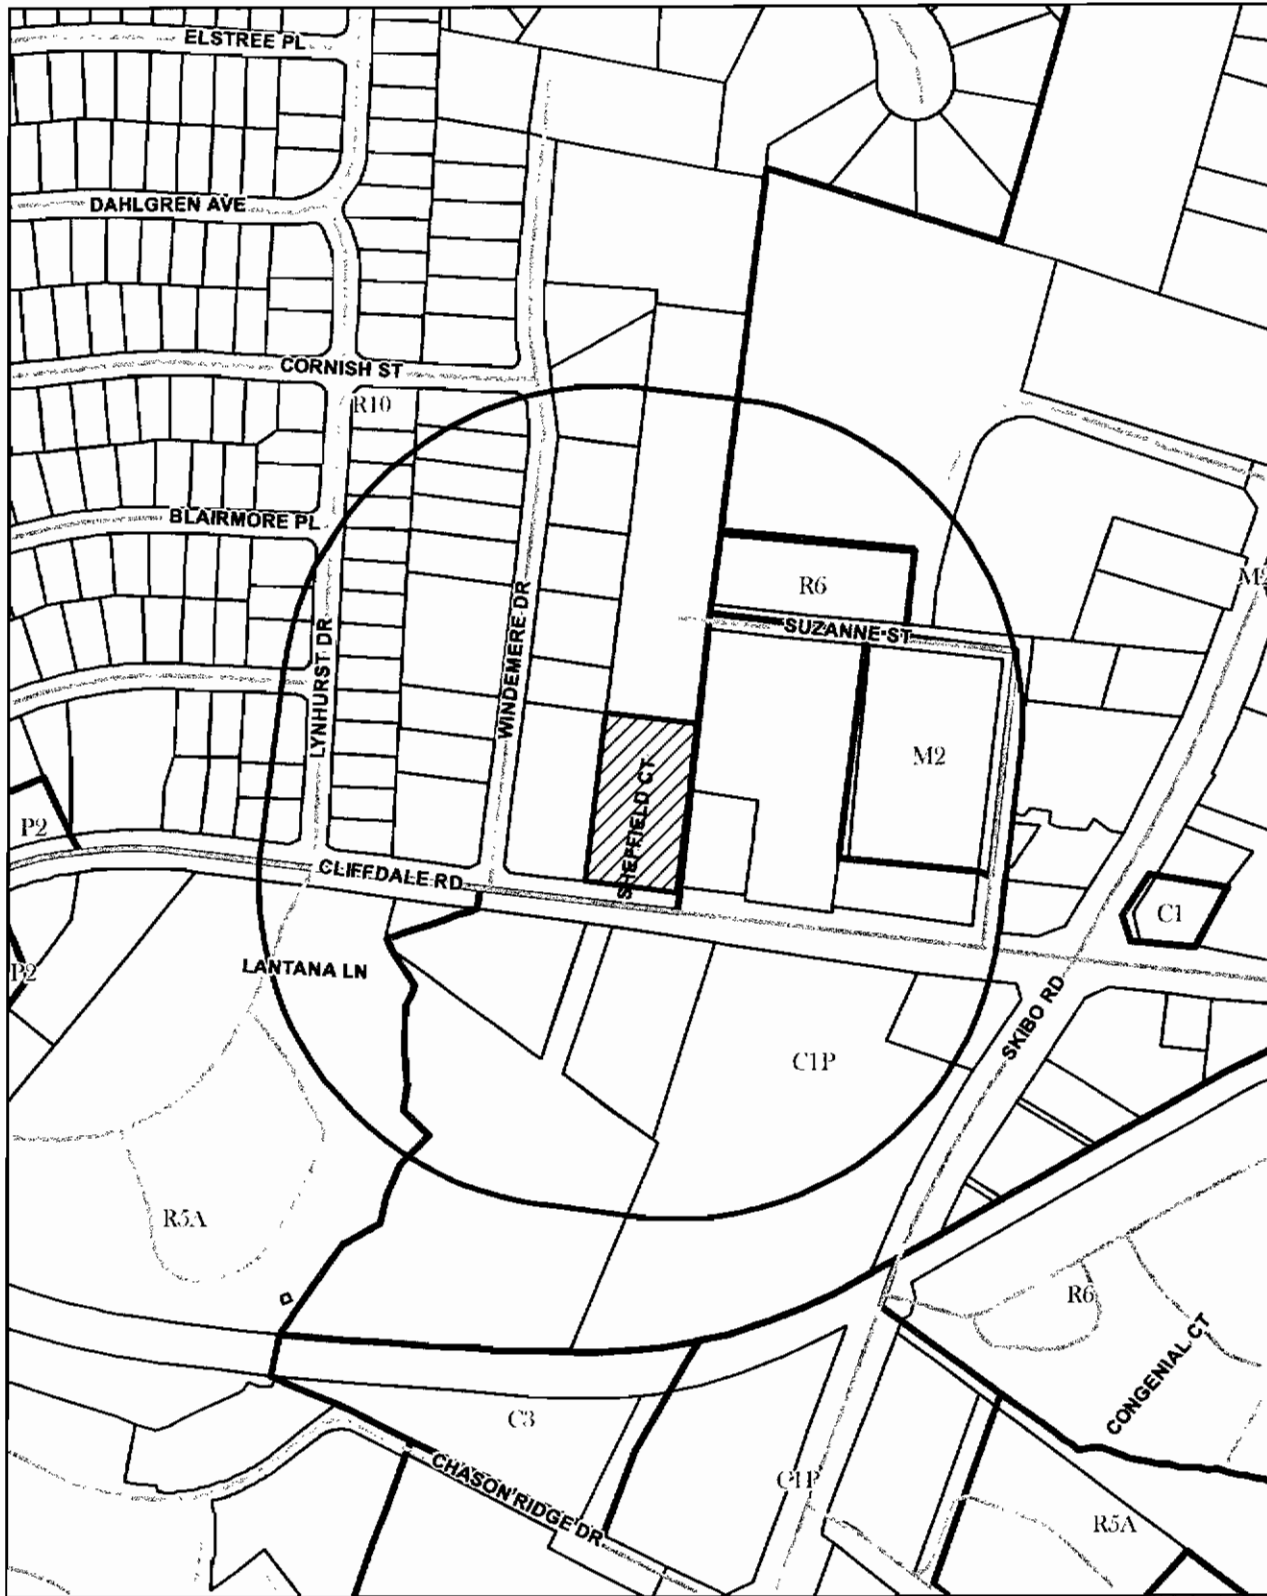 ELSTREE PL
DAHLGREN AVE
CORNISH ST
R10
BLAIRMORE PL
M2
R6
WINDEMERE DR
SUZANNE ST
LYNHURST DR
M2
SHEFFIELD CT
P2
CLIFFDALE RD
C1
P2
LANTANA LN
SKIBO RD
C1P
R5A
R6
CONGENIAL CT
C3
CHASON RIDGE DR
C1P
R5A